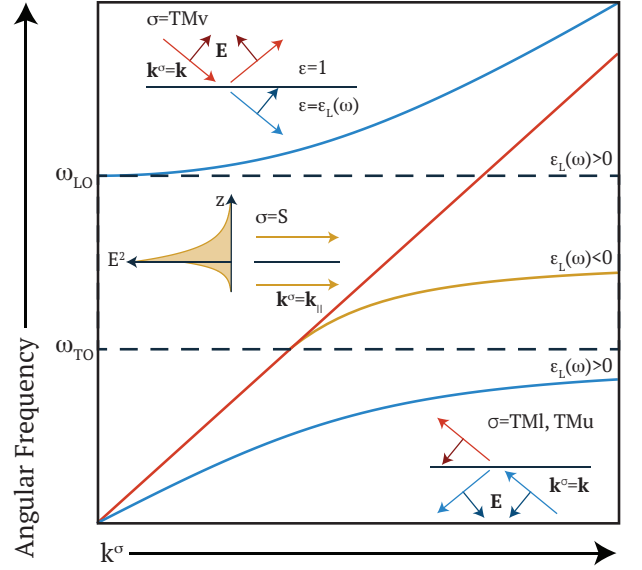 σ=TMv
E
k^σ=k
ε=1
ε=ε_L(ω)
ω_LO
ε_L(ω)>0
z
σ=S
E²
k^σ=k_||
ε_L(ω)<0
ω_TO
ε_L(ω)>0
σ=TMl, TMu
E
k^σ=k
Angular Frequency
k^σ